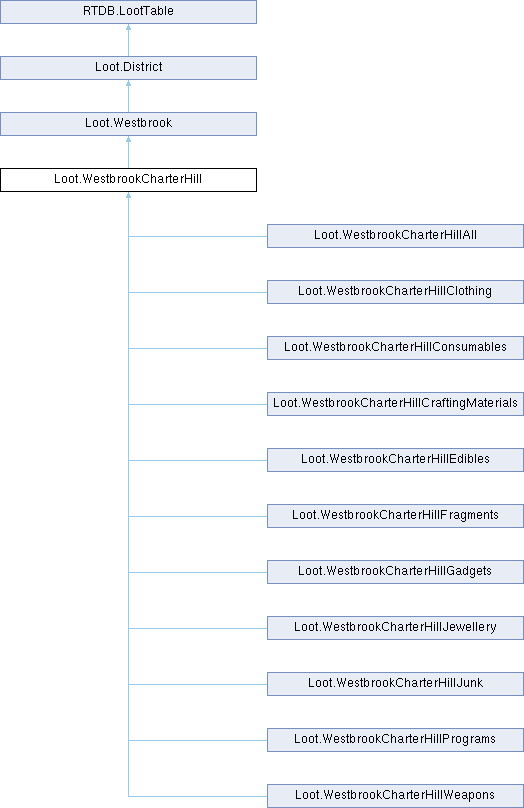 RTDB.LootTable
Loot.District
Loot.Westbrook
Loot.WestbrookCharterHill
Loot.WestbrookCharterHillAll
Loot.WestbrookCharterHillClothing
Loot.WestbrookCharterHillConsumables
Loot.WestbrookCharterHillCraftingMaterials
Loot.WestbrookCharterHillEdibles
Loot.WestbrookCharterHillFragments
Loot.WestbrookCharterHillGadgets
Loot.WestbrookCharterHillJewellery
Loot.WestbrookCharterHillJunk
Loot.WestbrookCharterHillPrograms
Loot.WestbrookCharterHillWeapons